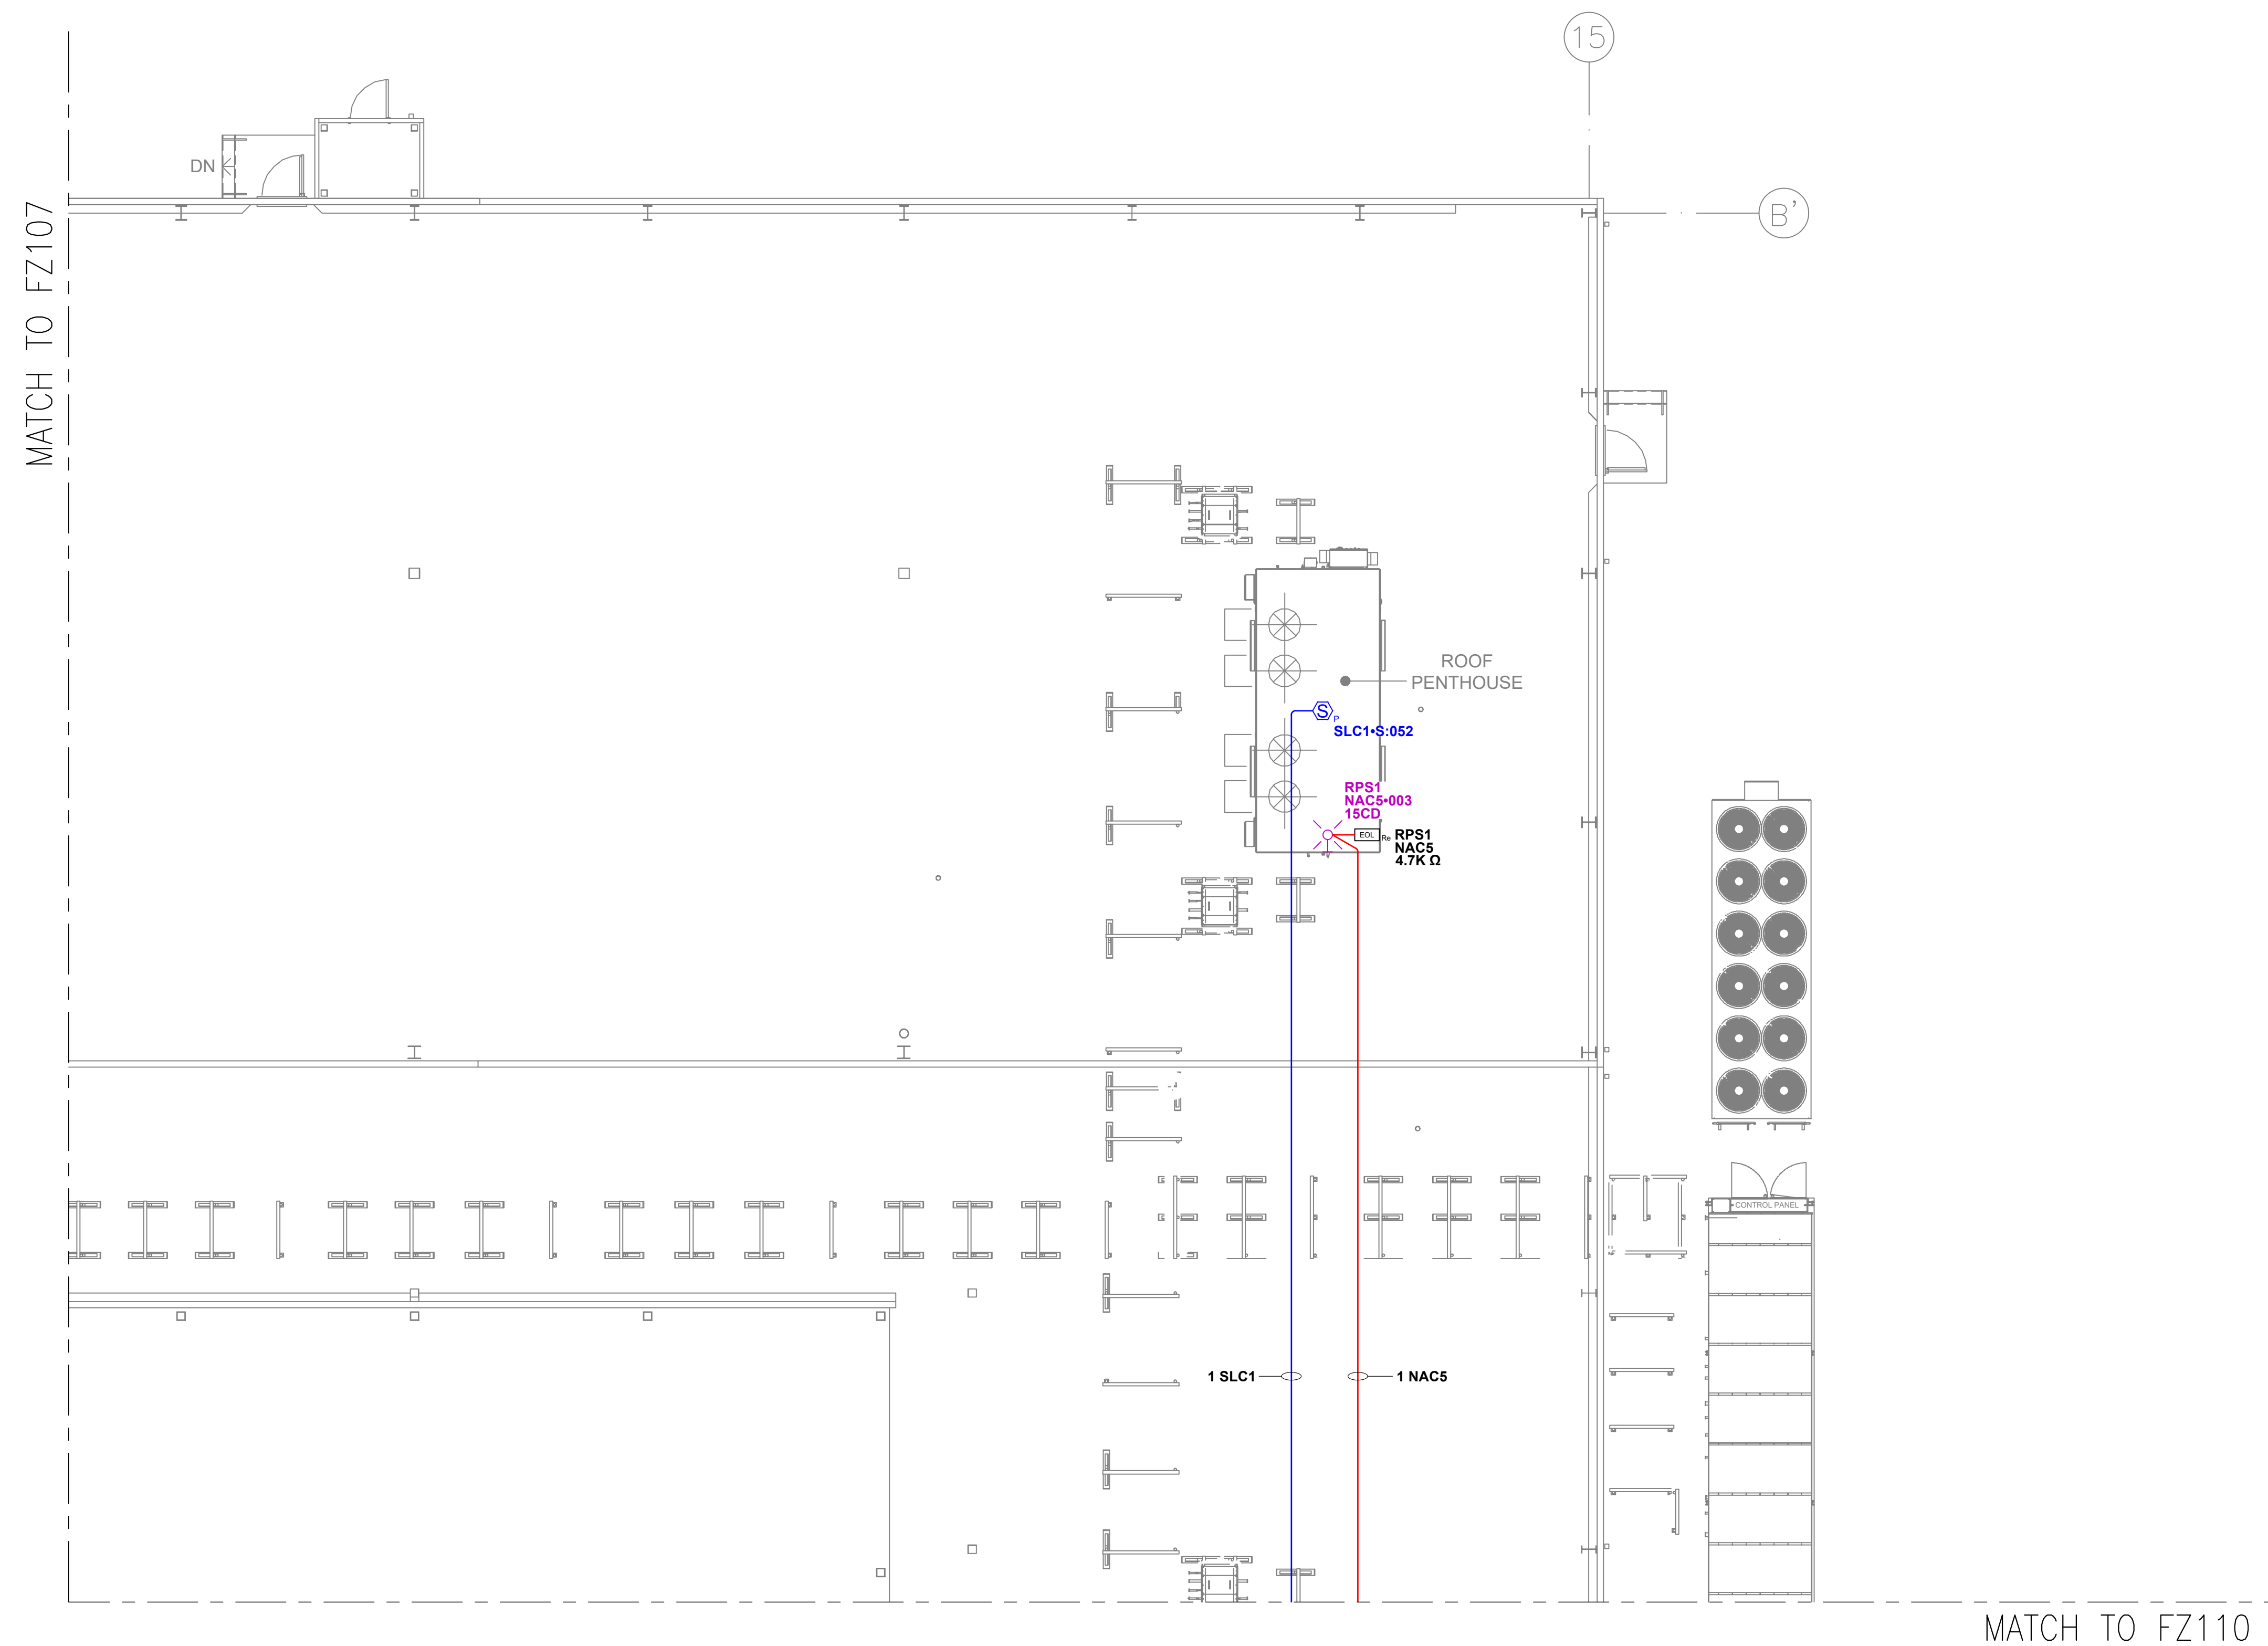 15
B'
DN
MATCH TO FZ107
ROOF
PENTHOUSE
S
P
SLC1•S:052
RPS1
NAC5•003
15CD
EOL
Re
RPS1
NAC5
4.7K Ω
CONTROL PANEL
1 SLC1
1 NAC5
MATCH TO FZ110